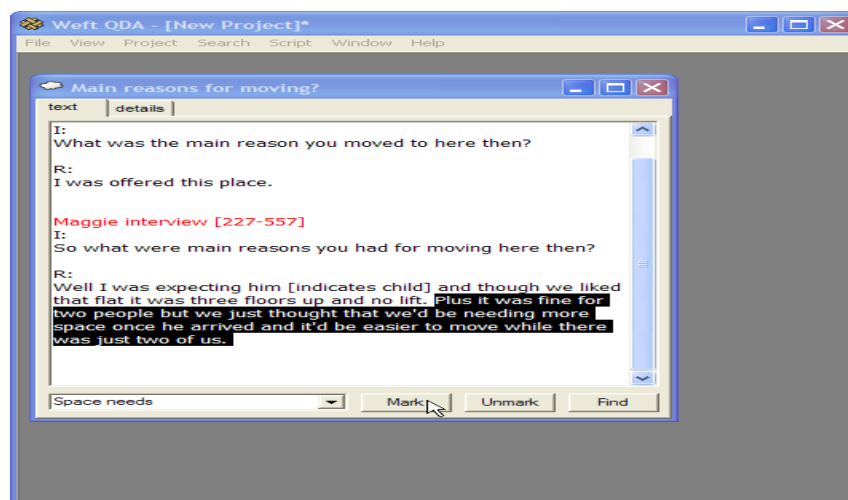 Weft QDA - [New Project]*
File View Project Search Script Window Help
Main reasons for moving?
text details
I:
What was the main reason you moved to here then?
R:
I was offered this place.
Maggie interview [227-557]
I:
So what were main reasons you had for moving here then?
R:
Well I was expecting him [indicates child] and though we liked
that flat it was three floors up and no lift. Plus it was fine for
two people but we just thought that we'd be needing more
space once he arrived and it'd be easier to move while there
was just two of us.
Space needs Mark Unmark Find